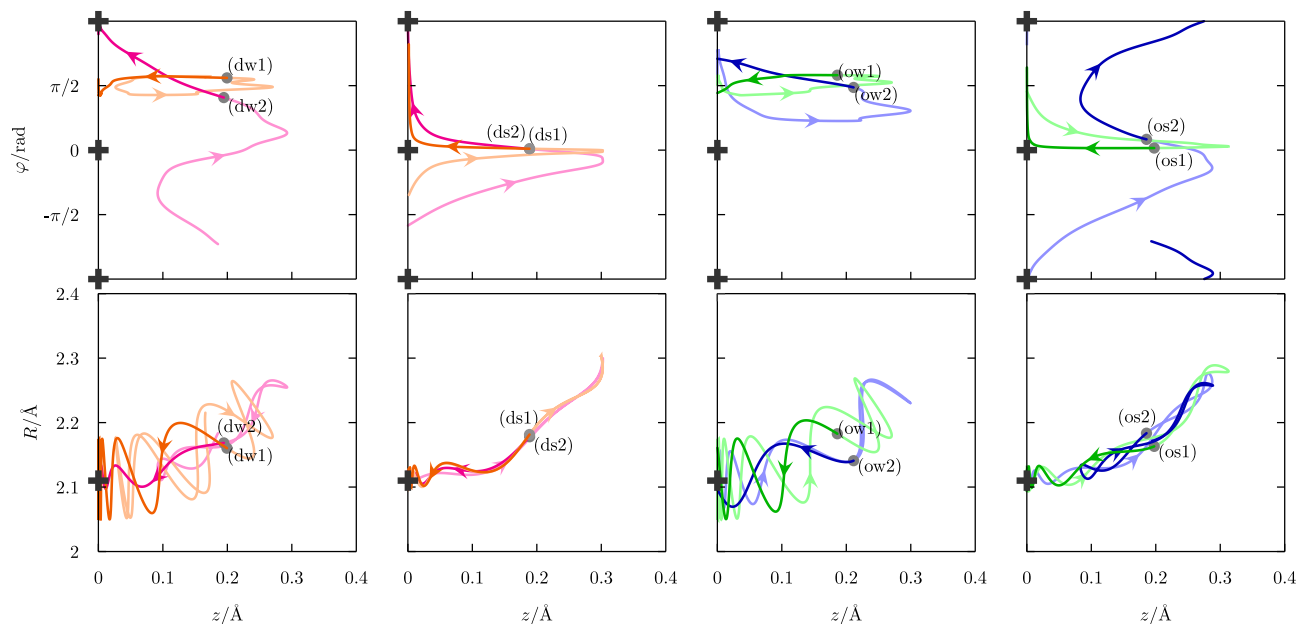 (dw1)
(dw2)
(ds2) (ds1)
(ow1)
(ow2)
(os2)
(os1)
π/2
0
-π/2
φ/rad
2.4
2.3
2.2
2.1
2
R/Å
(dw2)
(dw1)
(ds1)
(ds2)
(ow1)
(ow2)
(os2)
(os1)
0 0.1 0.2 0.3 0.4 0 0.1 0.2 0.3 0.4 0 0.1 0.2 0.3 0.4 0 0.1 0.2 0.3 0.4
z/Å z/Å z/Å z/Å